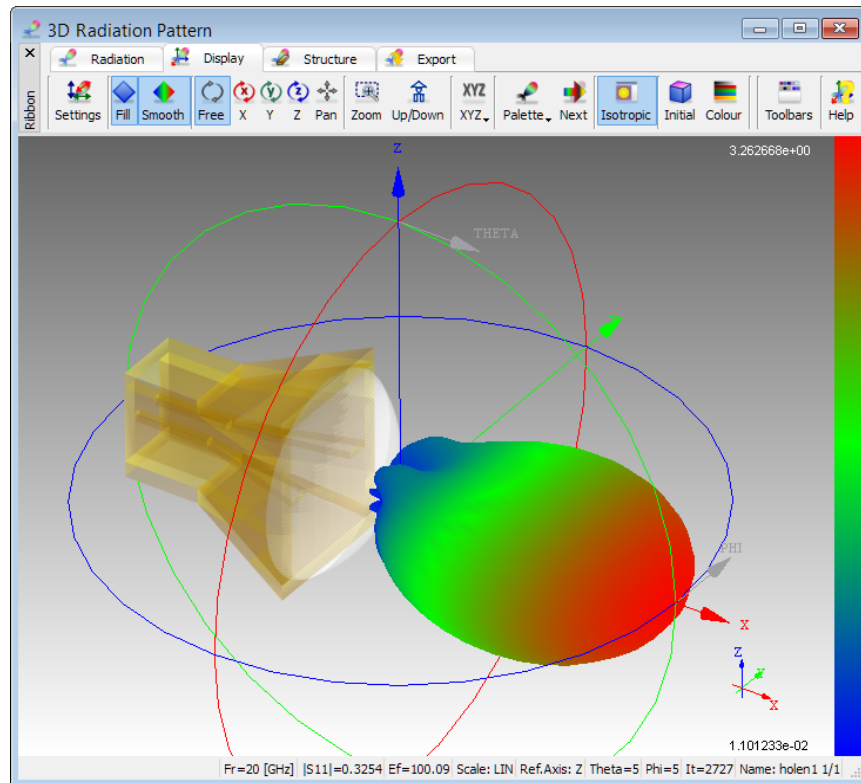 3D Radiation Pattern
Radiation Display Structure Export
Ribbon
Settings Fill Smooth Free X Y Z Pan Zoom Up/Down XYZ XYZ Palette Next Isotropic Initial Colour Toolbars Help
3.262668e+00
Z
THETA
PHI
X
Z
Y
X
1.101233e-02
Fr=20 [GHz] |S11|=0.3254 Ef=100.09 Scale: LIN Ref.Axis: Z Theta=5 Phi=5 It=2727 Name: holen1 1/1